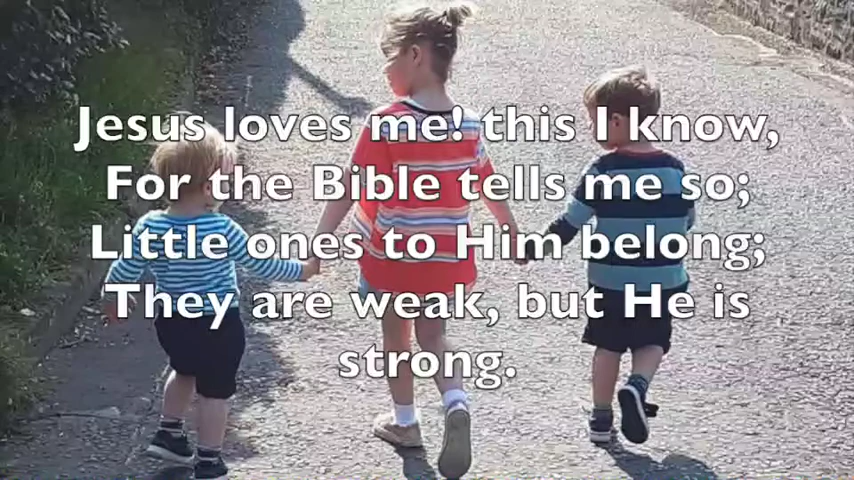 Jesus loves me! this I know,
For the Bible tells me so;
Little ones to Him belong;
They are weak, but He is
strong.